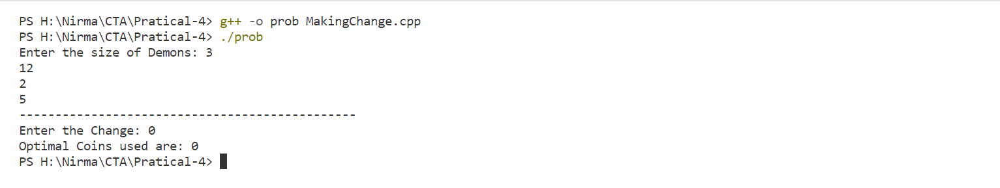 PS H:\Nirma\CTA\Pratical-4> g++ -o prob MakingChange.cpp
PS H:\Nirma\CTA\Pratical-4> ./prob
Enter the size of Demons: 3
12
2
5
-----------------------------------------------
Enter the Change: 0
Optimal Coins used are: 0
PS H:\Nirma\CTA\Pratical-4>